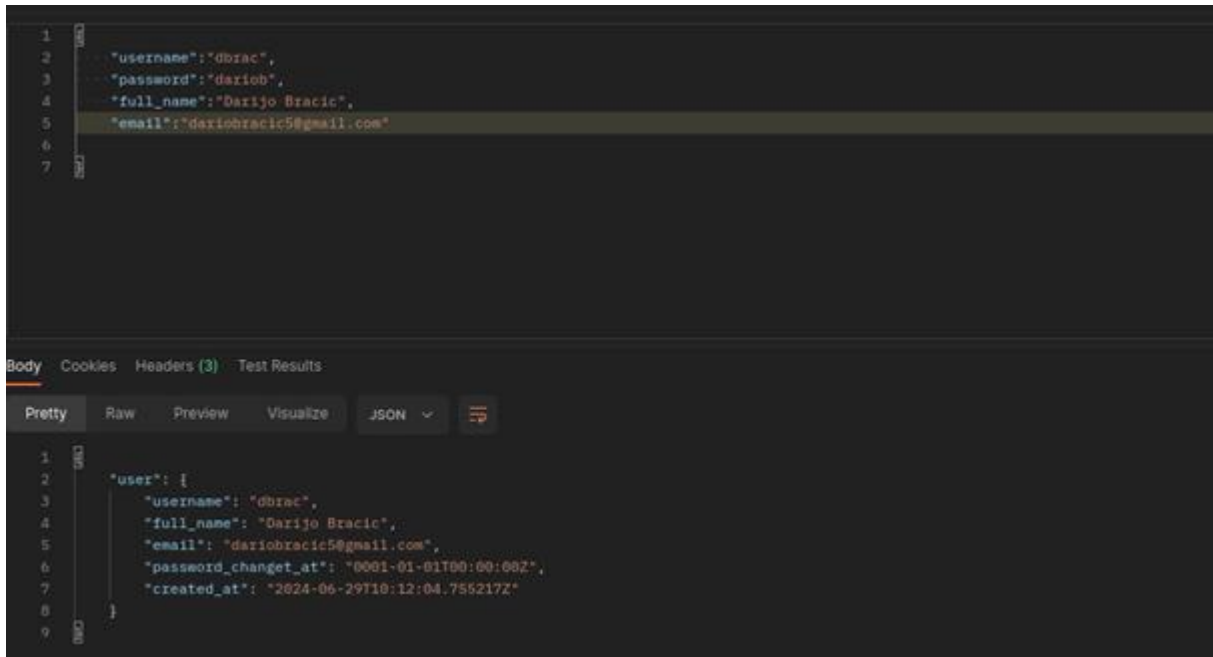 1 {
2 "username":"dbrac",
3 "password":"dariob",
4 "full_name":"Darijo Bracic",
5 "email":"dariobracic5@gmail.com"
6
7 }
Body Cookies Headers (3) Test Results
Pretty Raw Preview Visualize JSON
1 {
2 "user": {
3 "username": "dbrac",
4 "full_name": "Darijo Bracic",
5 "email": "dariobracic5@gmail.com",
6 "password_changet_at": "0001-01-01T00:00:00Z",
7 "created_at": "2024-06-29T10:12:04.755217Z"
8 }
9 }